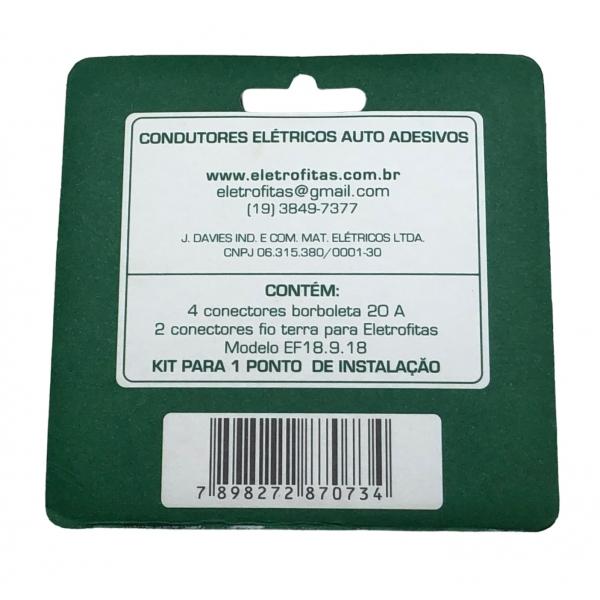 CONDUTORES ELÉTRICOS AUTO ADESIVOS
www.eletrofitas.com.br
eletrofitas@gmail.com
(19) 3849-7377
J. DAVIES IND. E COM. MAT. ELÉTRICOS LTDA.
CNPJ 06.315.380/0001-30
CONTÉM:
4 conectores borboleta 20 A
2 conectores fio terra para Eletrofitas
Modelo EF18.9.18
KIT PARA 1 PONTO DE INSTALAÇÃO
7 898272 870734